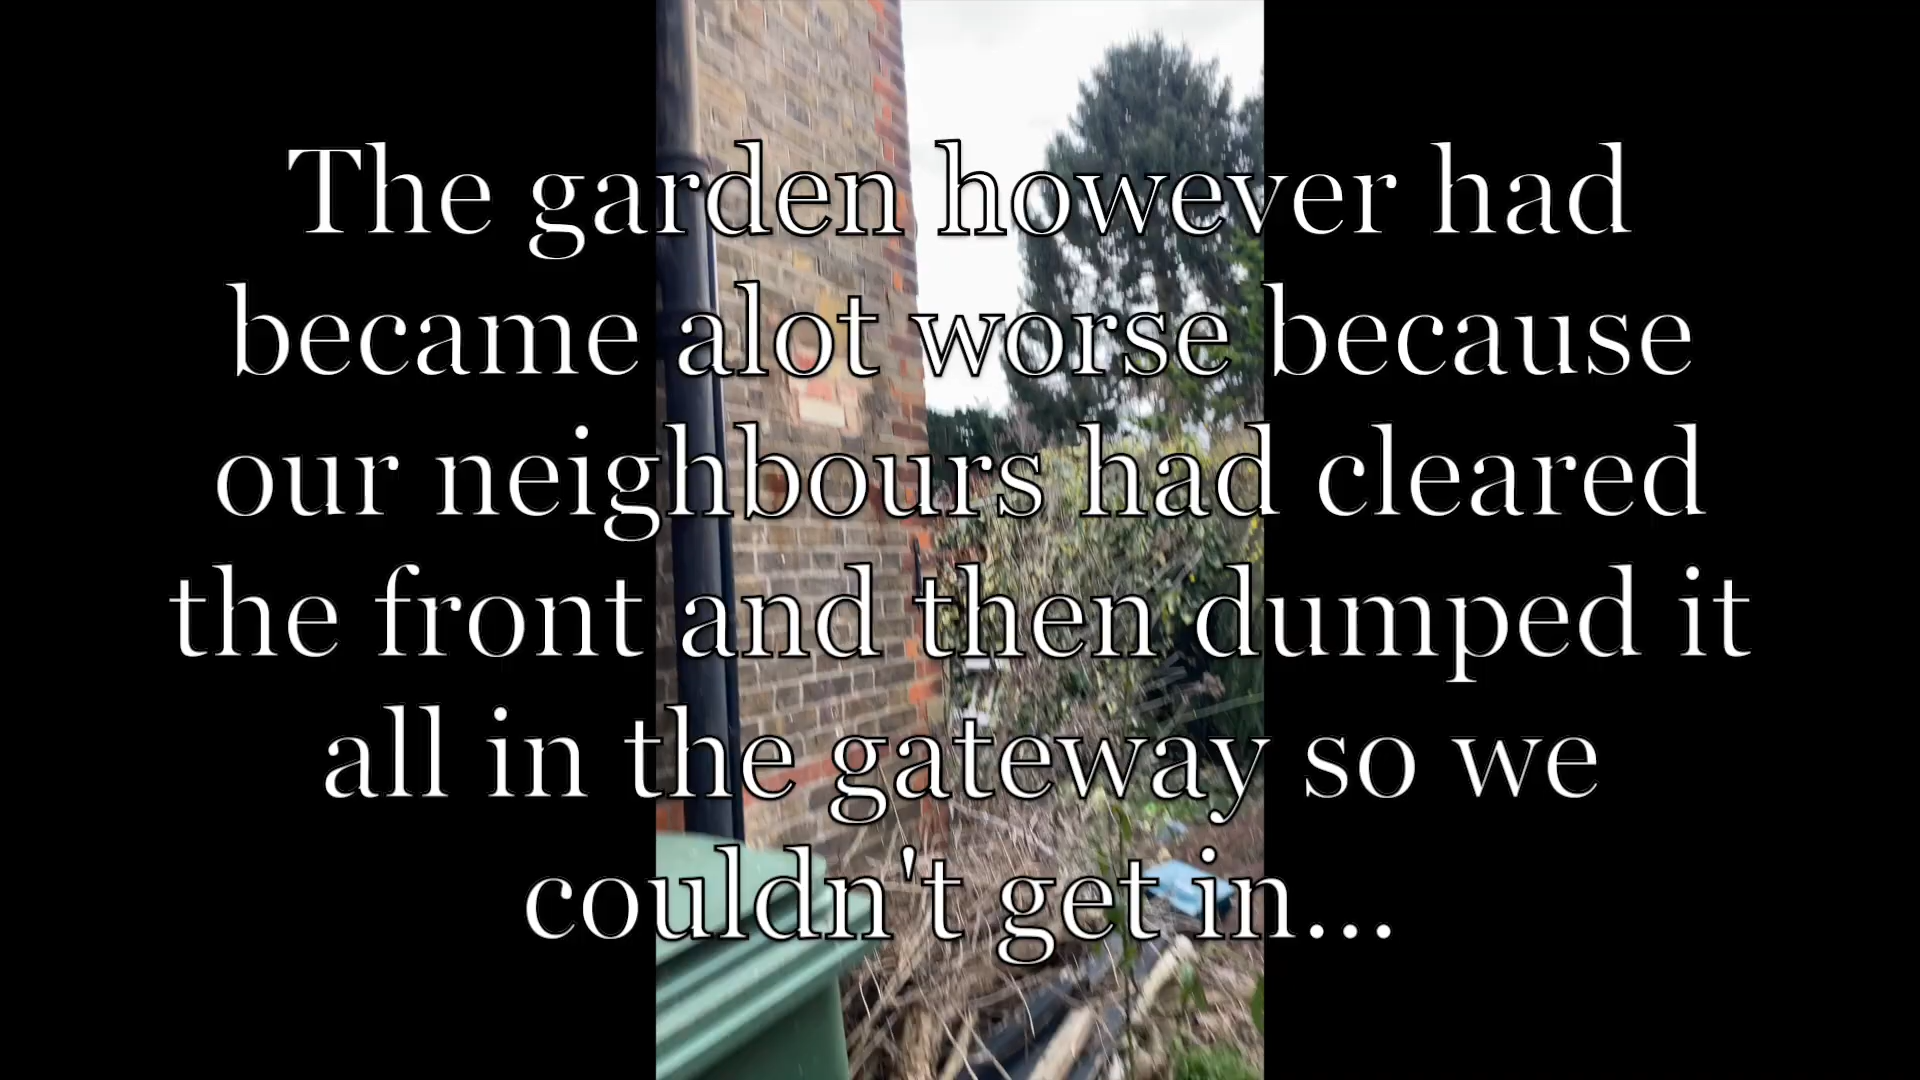 The garden however had
became alot worse because
our neighbours had cleared
the front and then dumped it
all in the gateway so we
couldn't get in...